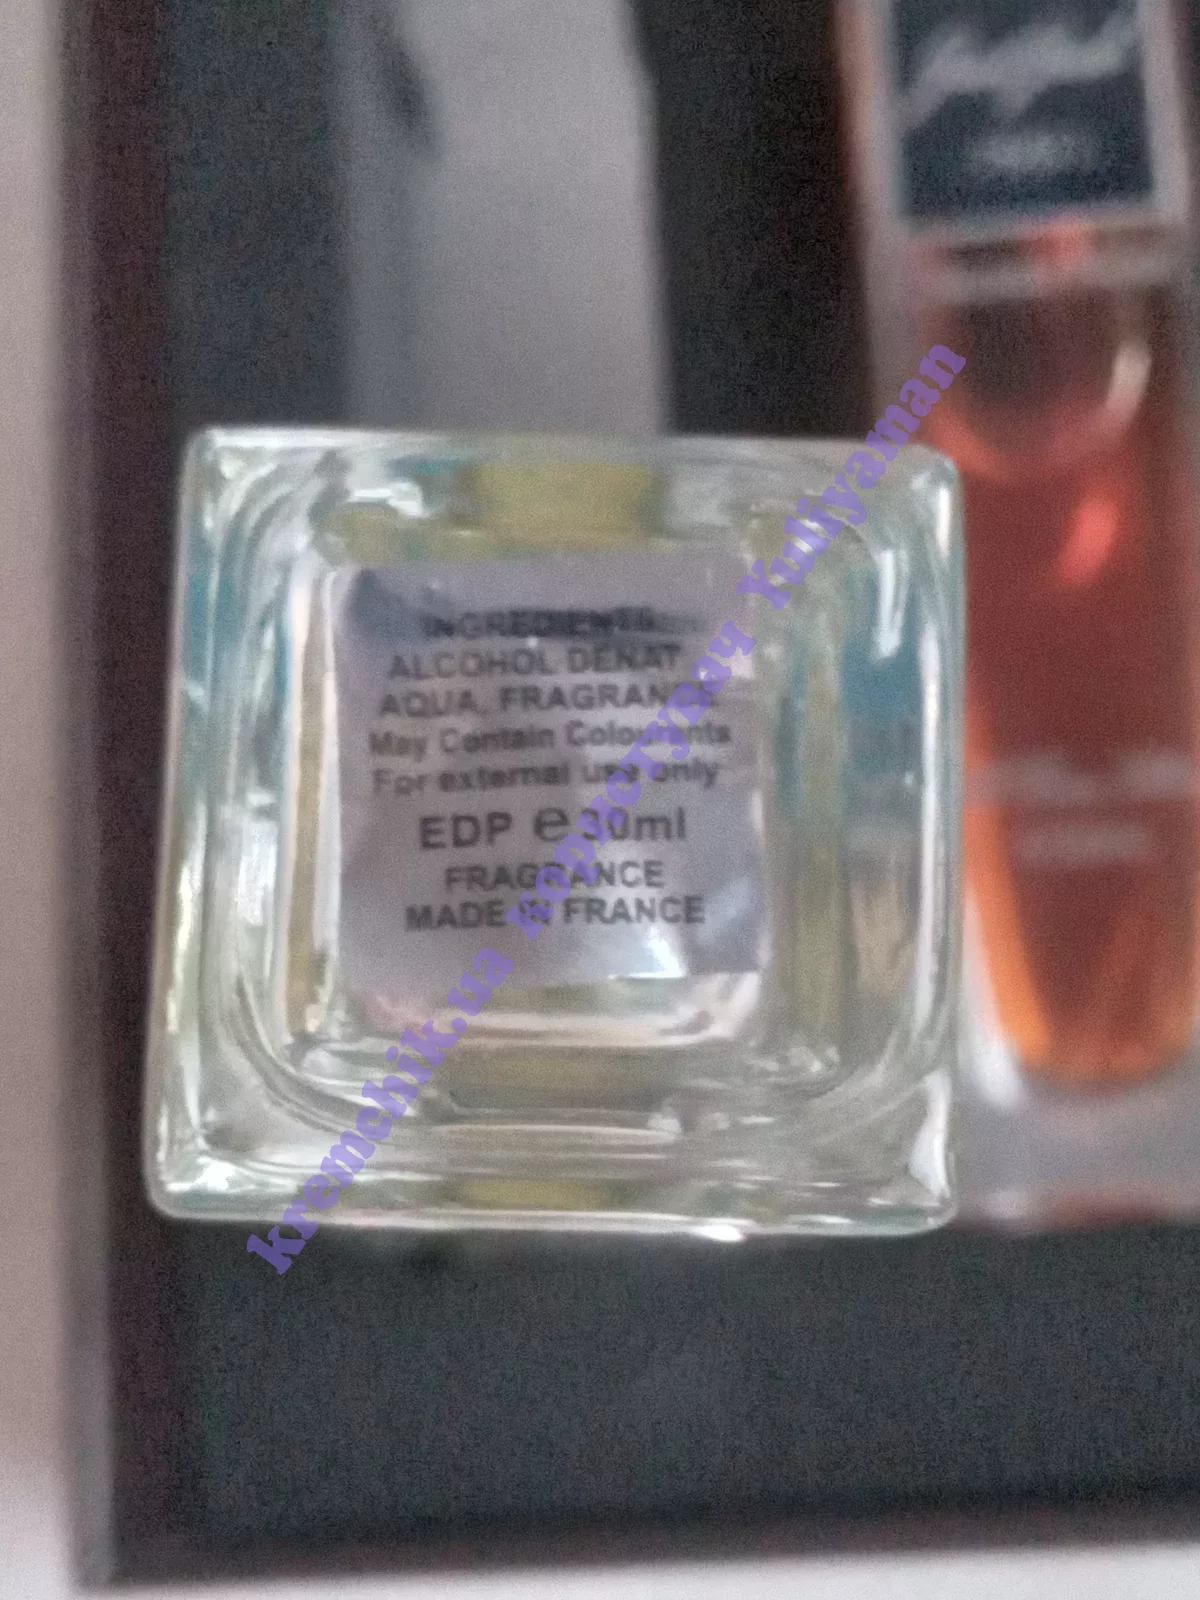 INGREDIENTS:
ALCOHOL DENAT
AQUA, FRAGRANCE
May Contain Colourants
For external use only
EDP ℮ 30ml
FRAGRANCE
MADE IN FRANCE
kremchik.ua користувач Yuliyaman